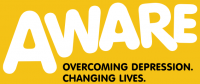 AWARE
OVERCOMING DEPRESSION.
CHANGING LIVES.